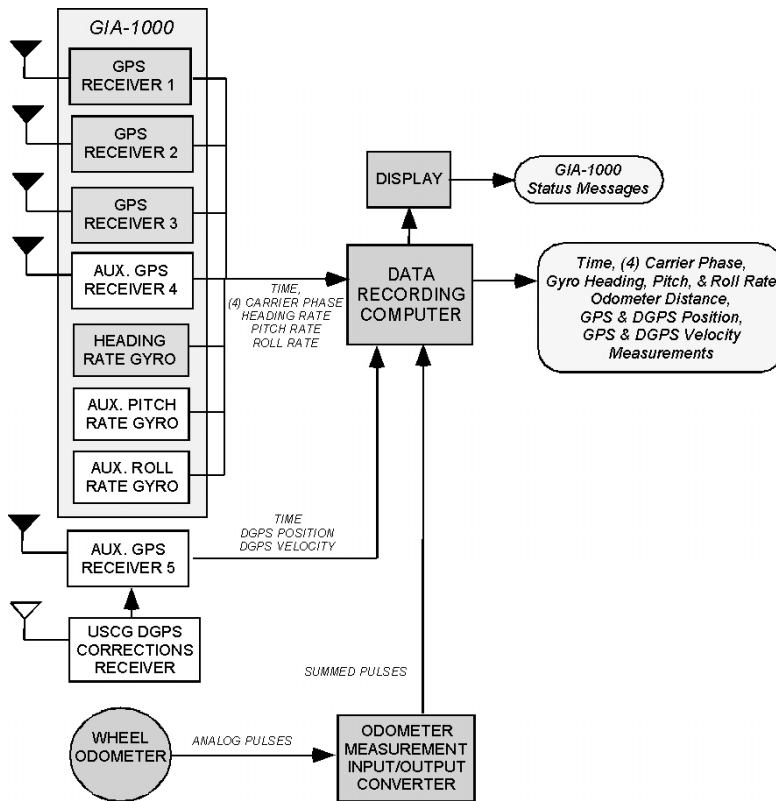 GIA-1000
GPS
RECEIVER 1
GPS
RECEIVER 2
GPS
RECEIVER 3
AUX. GPS
RECEIVER 4
HEADING
RATE GYRO
AUX. PITCH
RATE GYRO
AUX. ROLL
RATE GYRO
TIME,
(4) CARRIER PHASE
HEADING RATE
PITCH RATE
ROLL RATE
DISPLAY
GIA-1000
Status Messages
DATA
RECORDING
COMPUTER
Time, (4) Carrier Phase,
Gyro Heading, Pitch, & Roll Rate
Odometer Distance,
GPS & DGPS Position,
GPS & DGPS Velocity
Measurements
AUX. GPS
RECEIVER 5
TIME
DGPS POSITION
DGPS VELOCITY
USCG DGPS
CORRECTIONS
RECEIVER
SUMMED PULSES
WHEEL
ODOMETER
ANALOG PULSES
ODOMETER
MEASUREMENT
INPUT/OUTPUT
CONVERTER